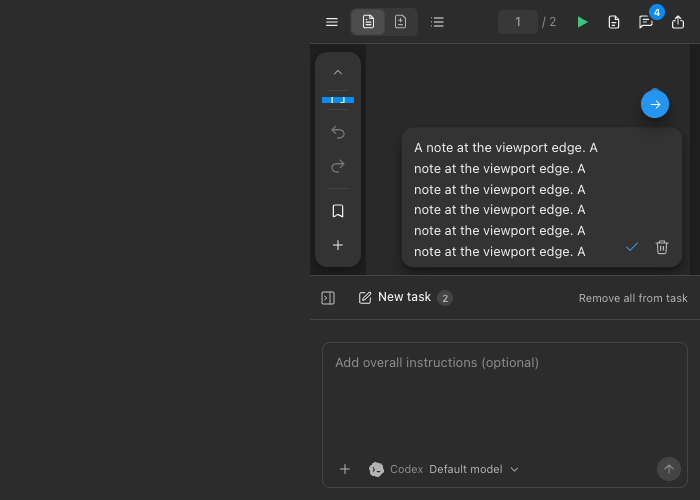 1 / 2
4
A note at the viewport edge. A
note at the viewport edge. A
note at the viewport edge. A
note at the viewport edge. A
note at the viewport edge. A
note at the viewport edge. A
New task 2
Remove all from task
Add overall instructions (optional)
Codex Default model